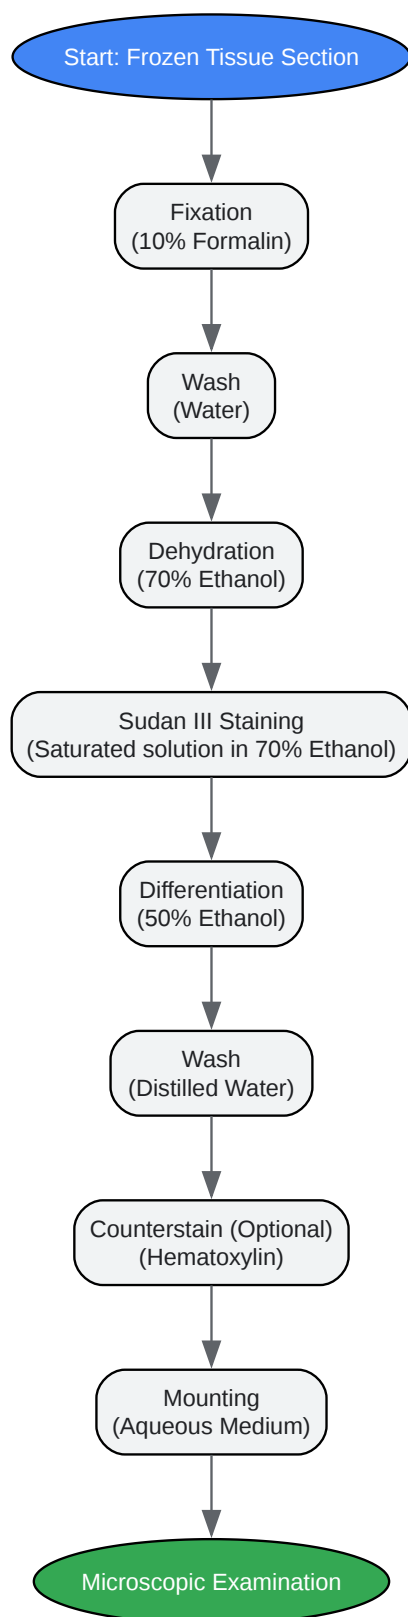 Start: Frozen Tissue Section
Fixation
(10% Formalin)
Wash
(Water)
Dehydration
(70% Ethanol)
Sudan III Staining
(Saturated solution in 70% Ethanol)
Differentiation
(50% Ethanol)
Wash
(Distilled Water)
Counterstain (Optional)
(Hematoxylin)
Mounting
(Aqueous Medium)
Microscopic Examination